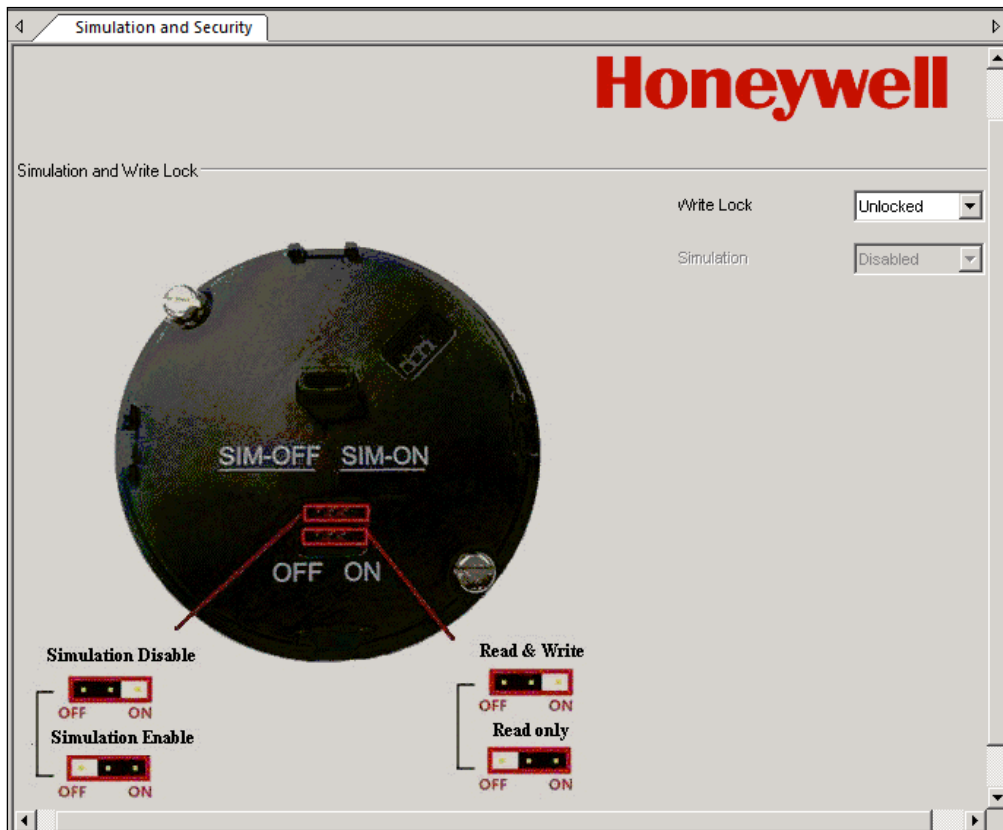 Simulation and Security
Honeywell
Simulation and Write Lock
Write Lock Unlocked
Simulation Disabled
SIM-OFF SIM-ON
OFF ON
Simulation Disable
OFF ON
Simulation Enable
OFF ON
Read & Write
OFF ON
Read only
OFF ON